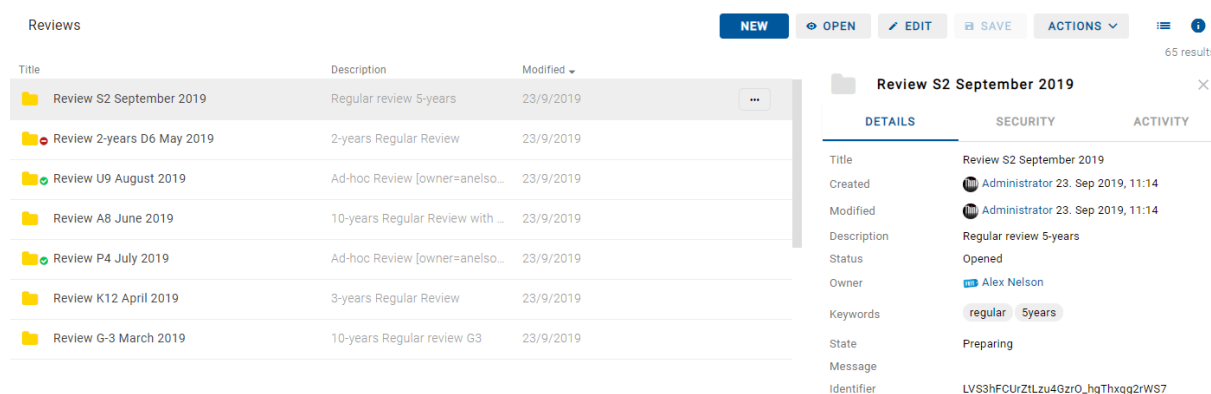 Reviews
NEW
OPEN
EDIT
SAVE
ACTIONS
65 results
Title Description Modified
Review S2 September 2019 Regular review 5-years 23/9/2019 ...
Review 2-years D6 May 2019 2-years Regular Review 23/9/2019
Review U9 August 2019 Ad-hoc Review [owner=anelso... 23/9/2019
Review A8 June 2019 10-years Regular Review with ... 23/9/2019
Review P4 July 2019 Ad-hoc Review [owner=anelso... 23/9/2019
Review K12 April 2019 3-years Regular Review 23/9/2019
Review G-3 March 2019 10-years Regular review G3 23/9/2019
Review S2 September 2019
DETAILS SECURITY ACTIVITY
Title Review S2 September 2019
Created Administrator 23. Sep 2019, 11:14
Modified Administrator 23. Sep 2019, 11:14
Description Regular review 5-years
Status Opened
Owner Alex Nelson
Keywords regular 5years
State Preparing
Message
Identifier LVS3hFCUrZtLzu4GzrO_hgThxqg2rWS7